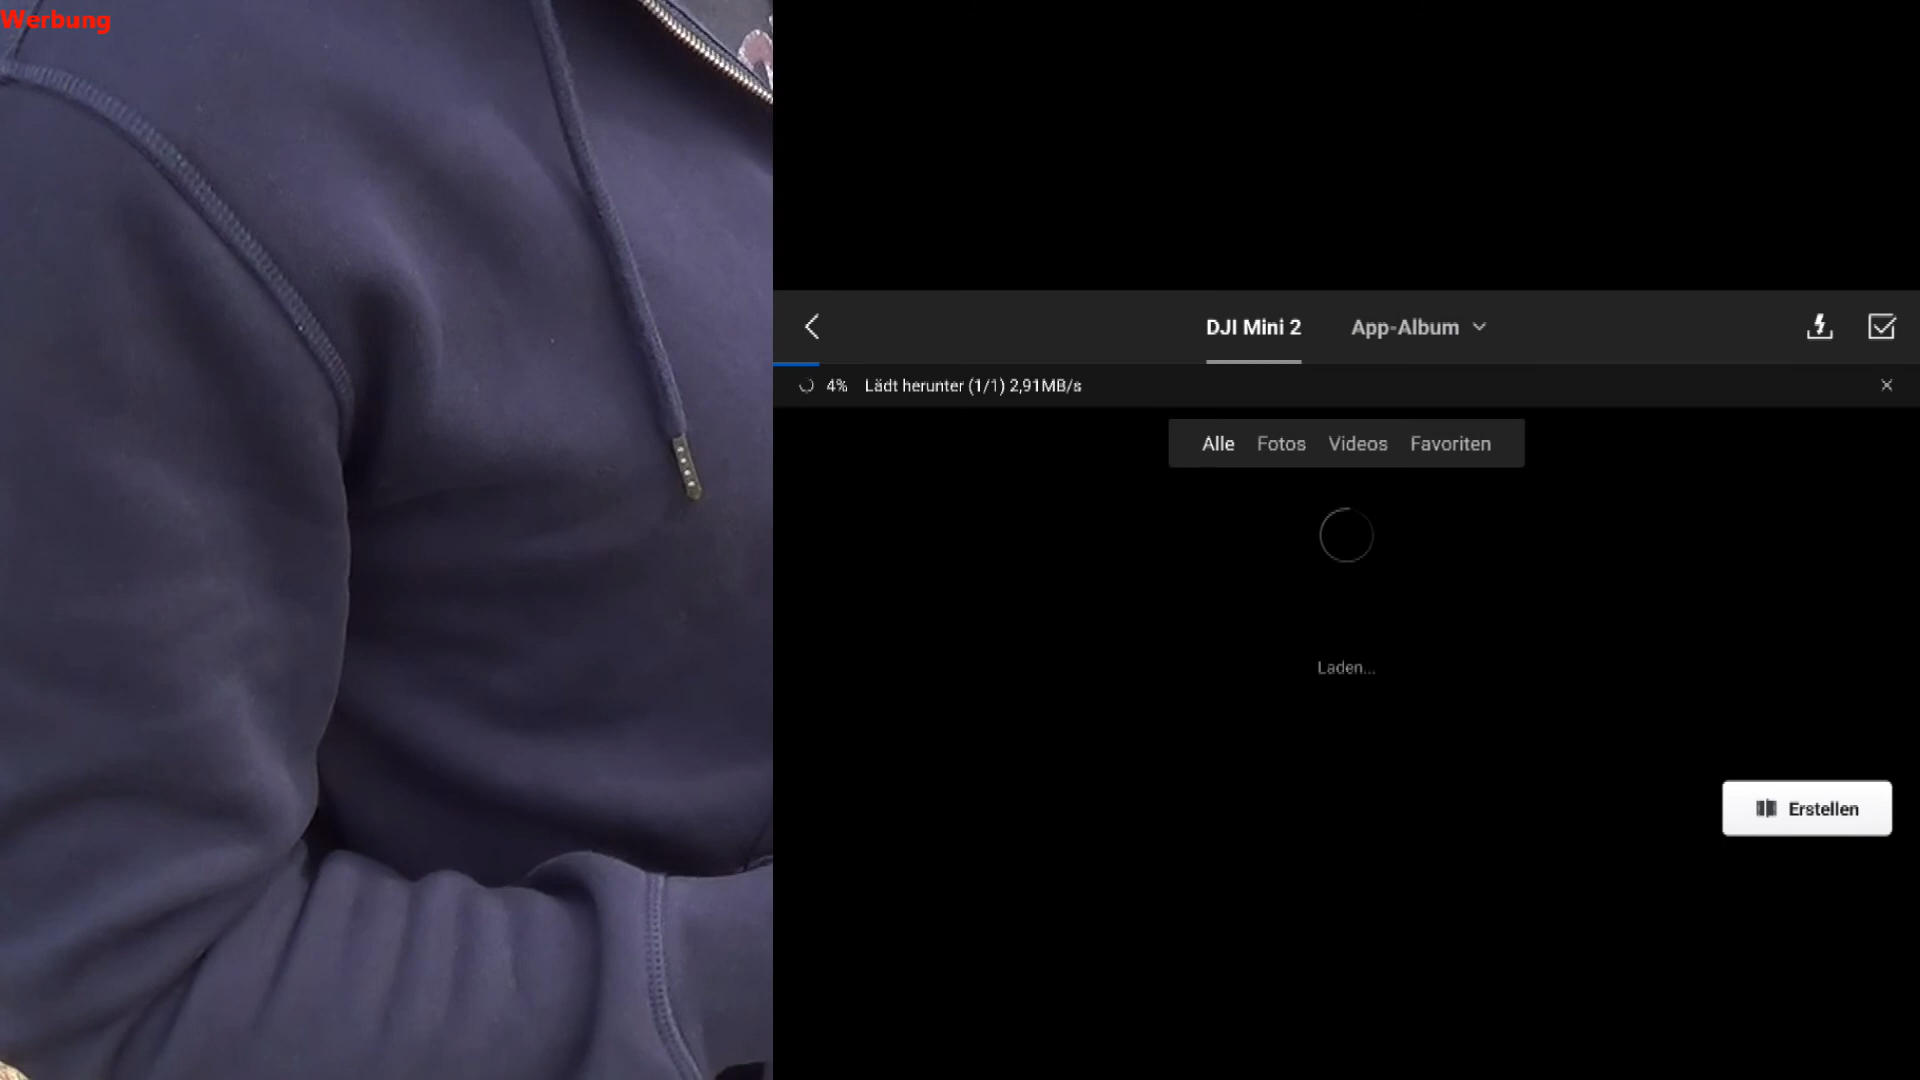 Werbung
DJI Mini 2 App-Album
4% Lädt herunter (1/1) 2,91MB/s
Alle Fotos Videos Favoriten
Laden...
Erstellen